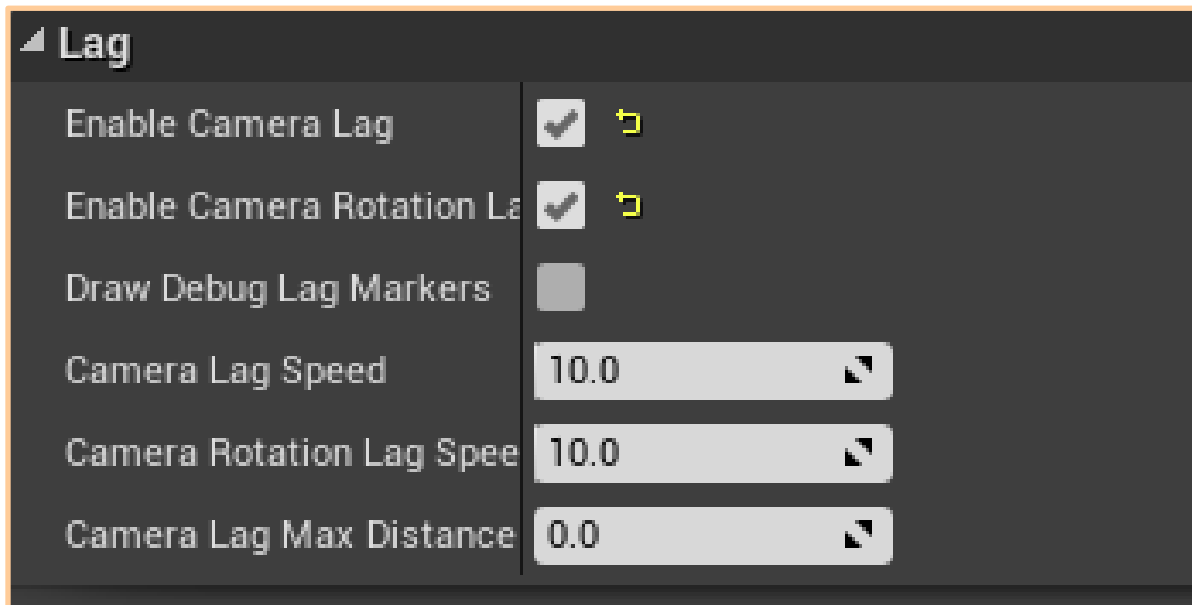 Lag
Enable Camera Lag
Enable Camera Rotation La
Draw Debug Lag Markers
Camera Lag Speed 10.0
Camera Rotation Lag Spee 10.0
Camera Lag Max Distance 0.0